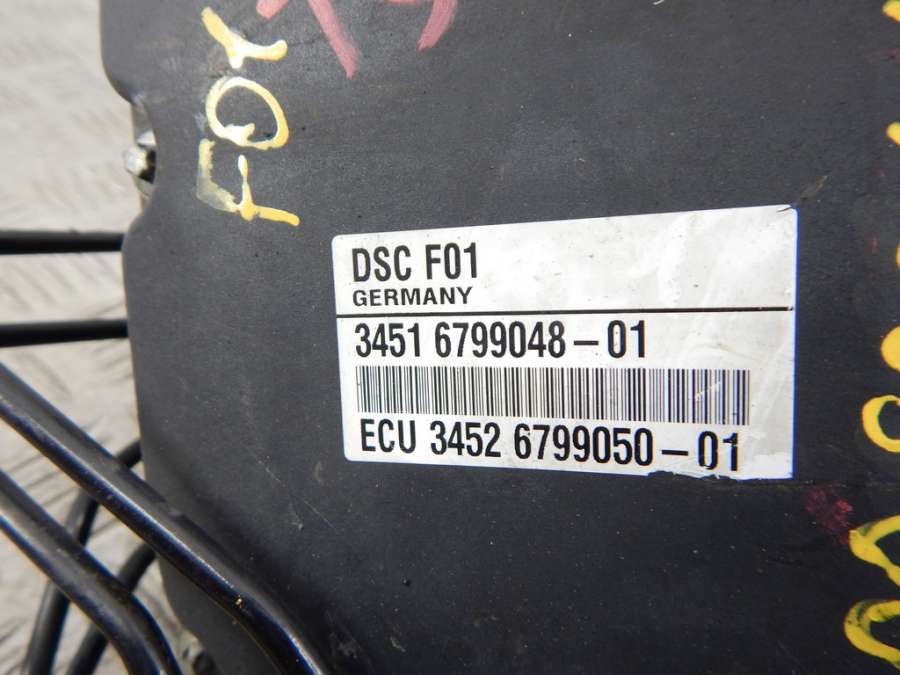 F01
DSC F01
GERMANY
3451 6799048-01
ECU 3452 6799050-01